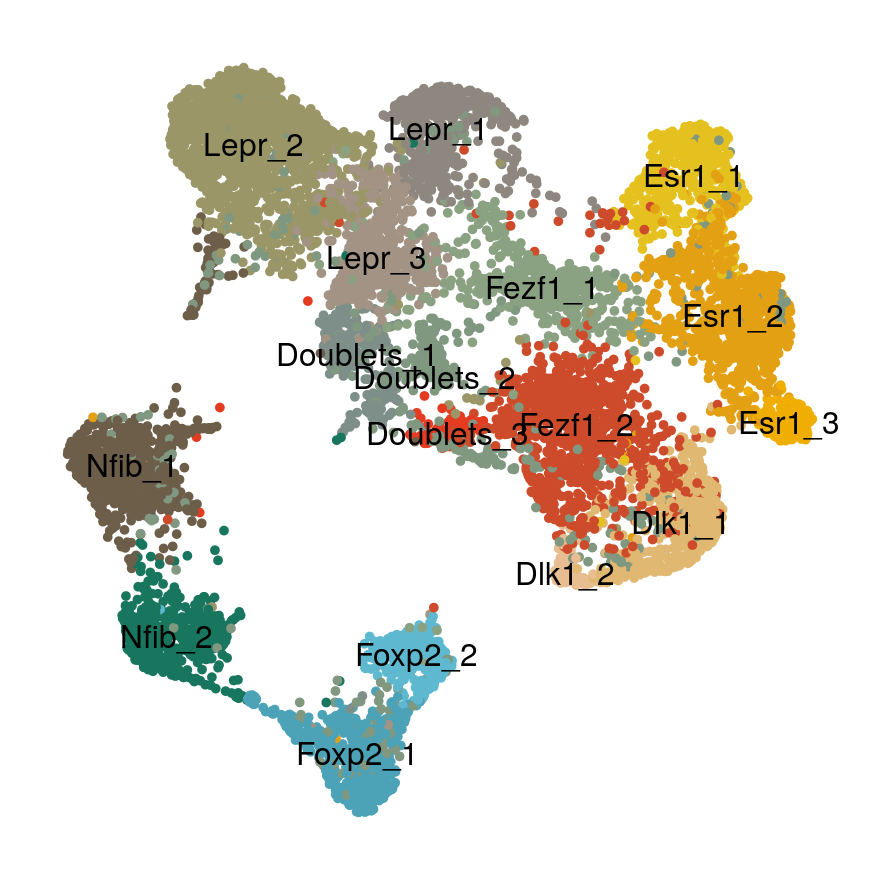 Lepr_1
Lepr_2
Esr1_1
Lepr_3
Fezf1_1
Esr1_2
Doublets_1
Doublets_2
Fezf1_2
Esr1_3
Doublets_3
Nfib_1
Dlk1_1
Dlk1_2
Nfib_2
Foxp2_2
Foxp2_1